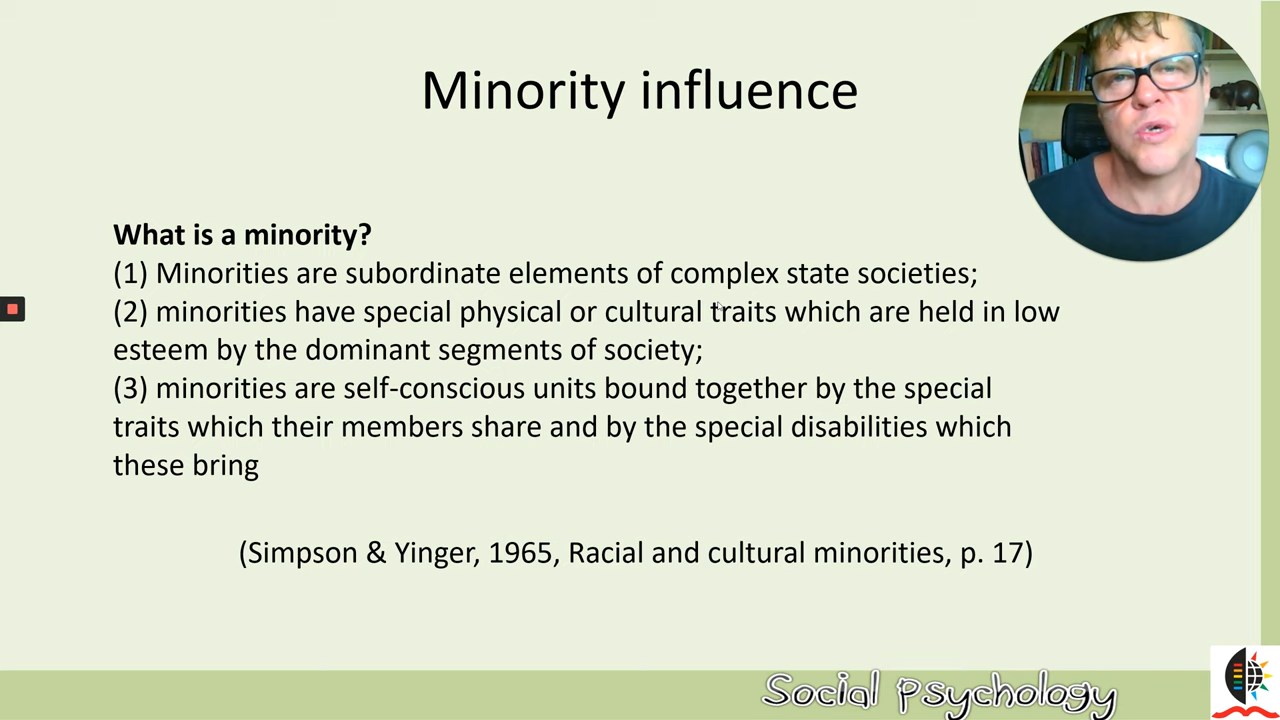 Minority influence
What is a minority?
(1) Minorities are subordinate elements of complex state societies;
(2) minorities have special physical or cultural traits which are held in low
esteem by the dominant segments of society;
(3) minorities are self-conscious units bound together by the special
traits which their members share and by the special disabilities which
these bring
(Simpson & Yinger, 1965, Racial and cultural minorities, p. 17)
Social Psychology